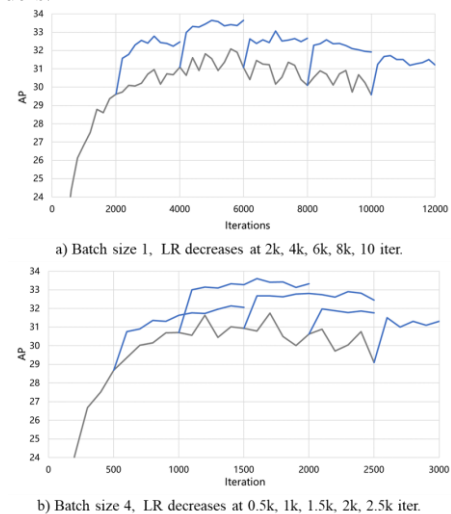 34
33
32
31
30
29
28
27
26
25
24
AP
0 2000 4000 6000 8000 10000 12000
Iterations
a) Batch size 1, LR decreases at 2k, 4k, 6k, 8k, 10 iter.
34
33
32
31
30
29
28
27
26
25
24
AP
0 500 1000 1500 2000 2500 3000
Iteration
b) Batch size 4, LR decreases at 0.5k, 1k, 1.5k, 2k, 2.5k iter.